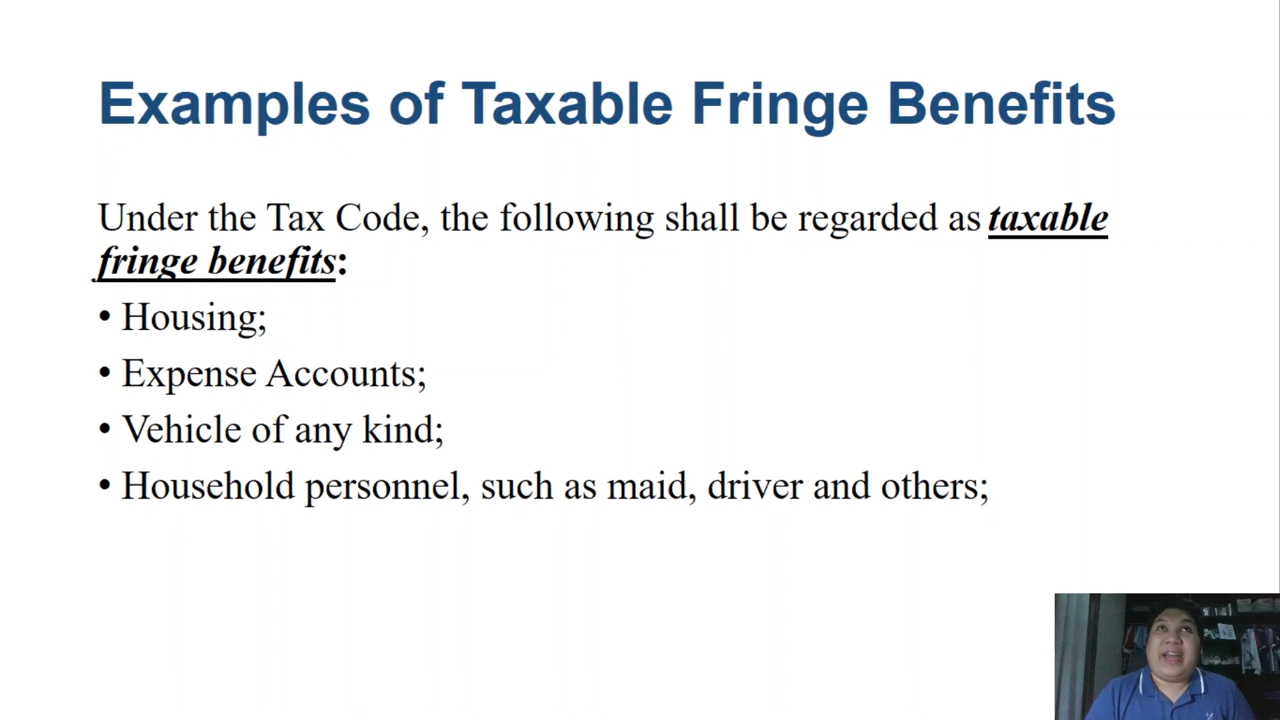 Examples of Taxable Fringe Benefits
Under the Tax Code, the following shall be regarded as taxable
fringe benefits:
• Housing;
• Expense Accounts;
• Vehicle of any kind;
• Household personnel, such as maid, driver and others;